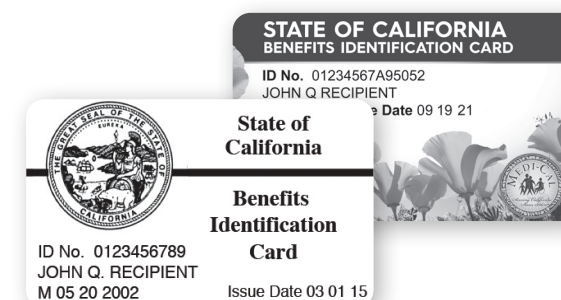 STATE OF CALIFORNIA
BENEFITS IDENTIFICATION CARD
ID No. 01234567A95052
JOHN Q RECIPIENT
e Date 09 19 21
MEDI-CAL
THE GREAT SEAL OF THE STATE OF CALIFORNIA
EUREKA
State of
California
Benefits
Identification
Card
ID No. 0123456789
JOHN Q. RECIPIENT
M 05 20 2002
Issue Date 03 01 15